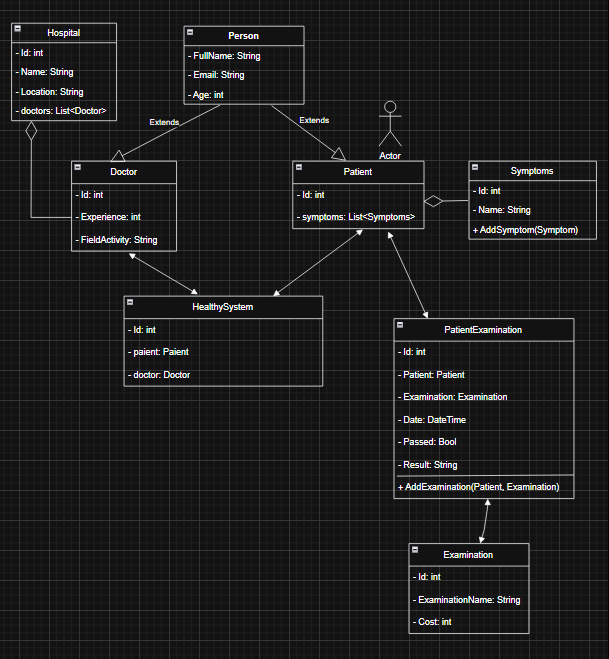 Hospital
- Id: int
- Name: String
- Location: String
- doctors: List<Doctor>
Person
- FullName: String
- Email: String
- Age: int
Extends
Extends
Actor
Doctor
- Id: int
- Experience: int
- FieldActivity: String
Patient
- Id: int
- symptoms: List<Symptoms>
Symptoms
- Id: int
- Name: String
+ AddSymptom(Symptom)
HealthySystem
- Id: int
- paient: Paient
- doctor: Doctor
PatientExamination
- Id: int
- Patient: Patient
- Examination: Examination
- Date: DateTime
- Passed: Bool
- Result: String
+ AddExamination(Patient, Examination)
Examination
- Id: int
- ExaminationName: String
- Cost: int